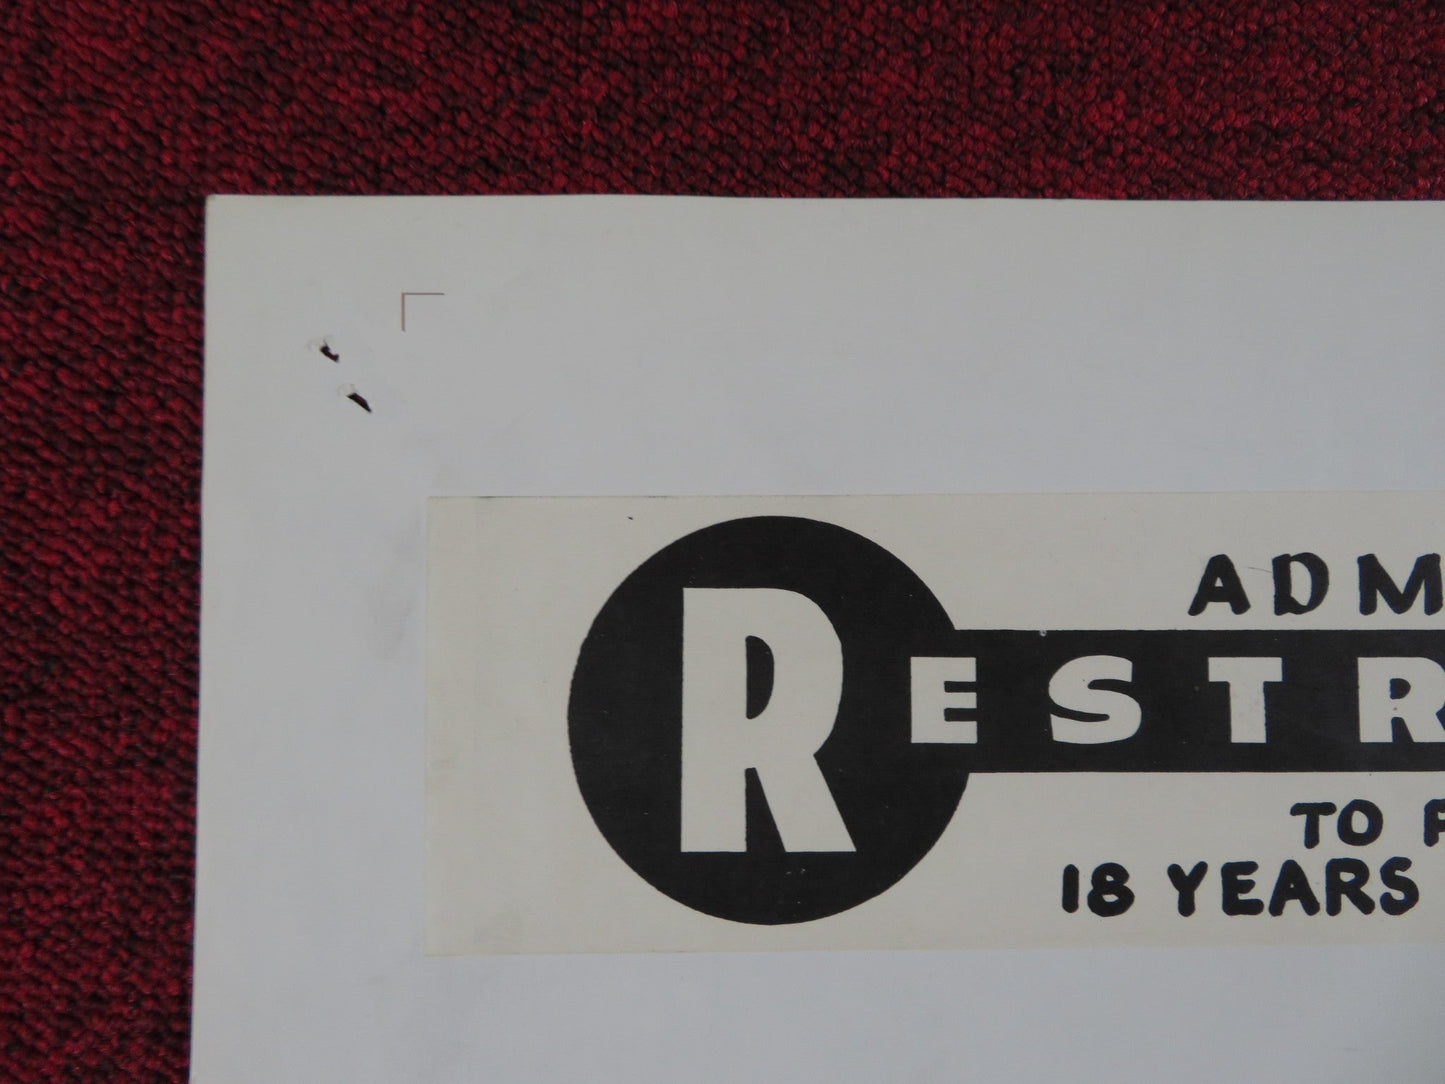 ADM
RESTR
TO P
18 YEARS